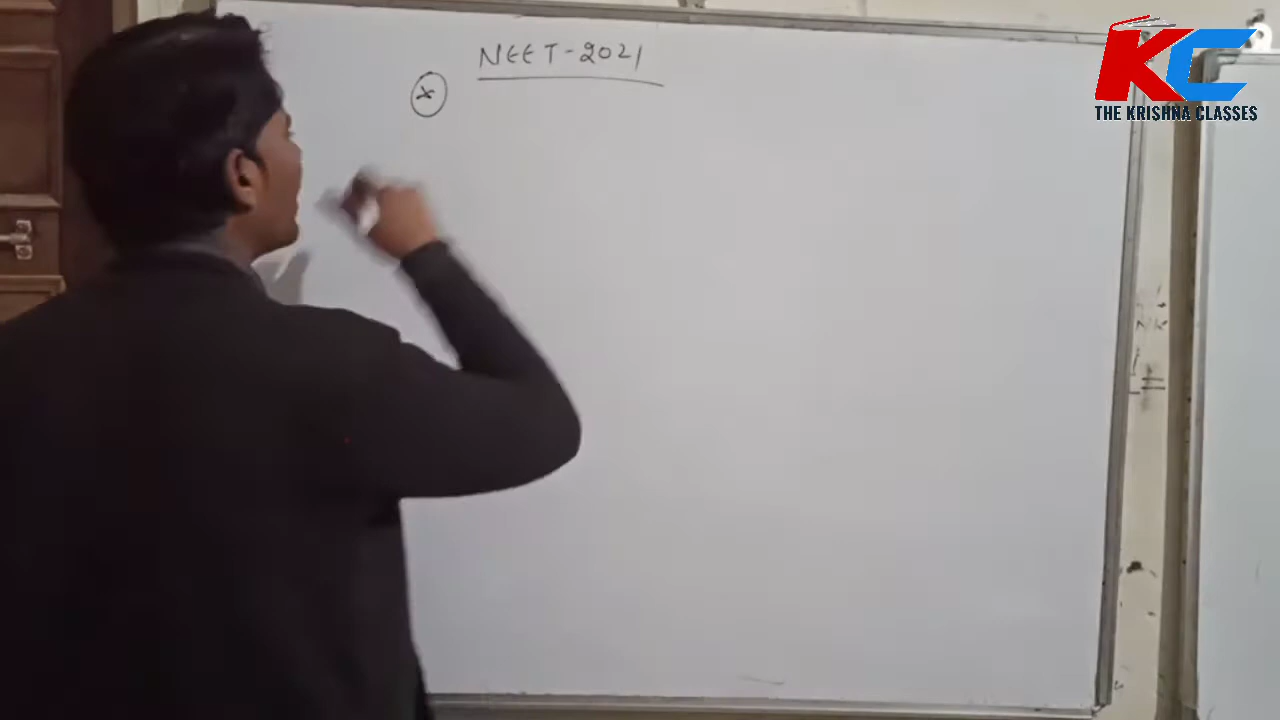 NEET-2021
KC
THE KRISHNA CLASSES